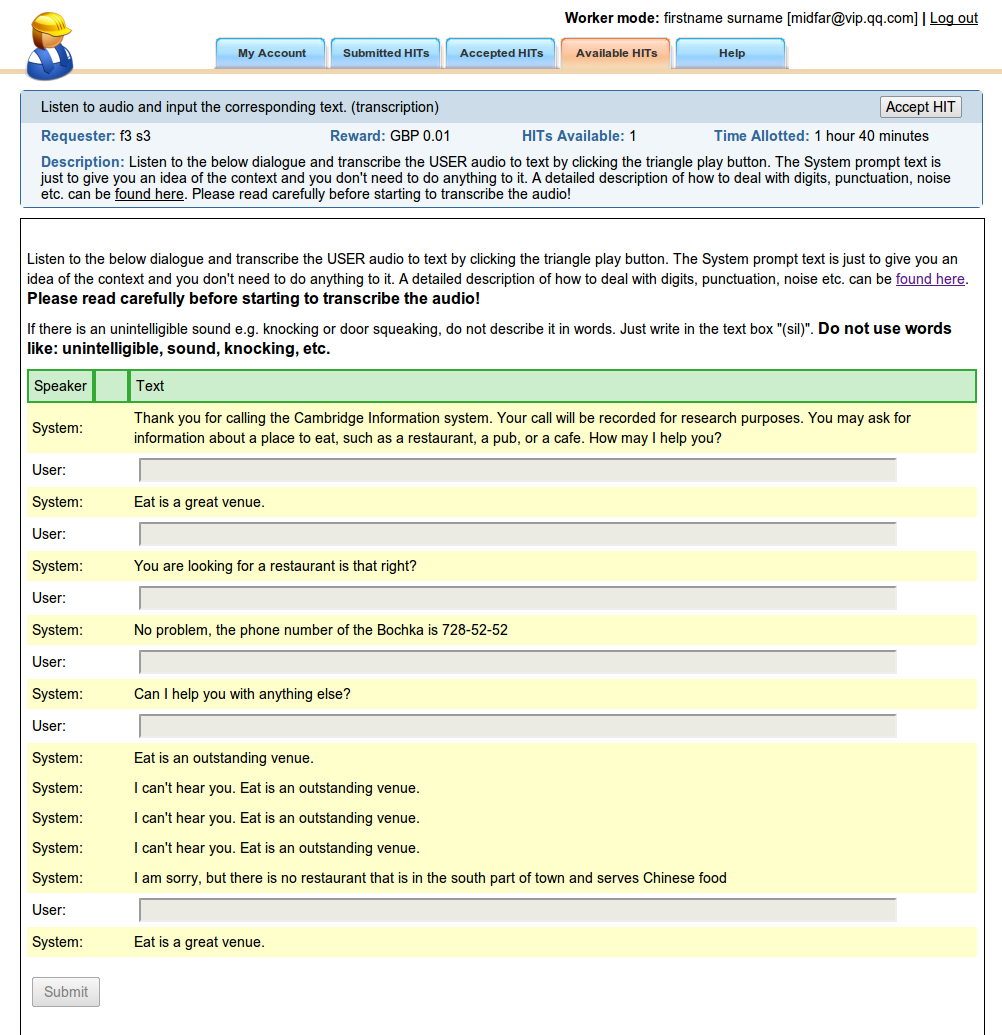 Worker mode: firstname surname [midfar@vip.qq.com] | Log out
My Account Submitted HITs Accepted HITs Available HITs Help
Listen to audio and input the corresponding text. (transcription) Accept HIT
Requester: f3 s3 Reward: GBP 0.01 HITs Available: 1 Time Allotted: 1 hour 40 minutes
Description: Listen to the below dialogue and transcribe the USER audio to text by clicking the triangle play button. The System prompt text is
just to give you an idea of the context and you don't need to do anything to it. A detailed description of how to deal with digits, punctuation, noise
etc. can be found here. Please read carefully before starting to transcribe the audio!
Listen to the below dialogue and transcribe the USER audio to text by clicking the triangle play button. The System prompt text is just to give you an
idea of the context and you don't need to do anything to it. A detailed description of how to deal with digits, punctuation, noise etc. can be found here.
Please read carefully before starting to transcribe the audio!
If there is an unintelligible sound e.g. knocking or door squeaking, do not describe it in words. Just write in the text box "(sil)". Do not use words
like: unintelligible, sound, knocking, etc.
Speaker Text
System: Thank you for calling the Cambridge Information system. Your call will be recorded for research purposes. You may ask for
information about a place to eat, such as a restaurant, a pub, or a cafe. How may I help you?
User:
System: Eat is a great venue.
User:
System: You are looking for a restaurant is that right?
User:
System: No problem, the phone number of the Bochka is 728-52-52
User:
System: Can I help you with anything else?
User:
System: Eat is an outstanding venue.
System: I can't hear you. Eat is an outstanding venue.
System: I can't hear you. Eat is an outstanding venue.
System: I can't hear you. Eat is an outstanding venue.
System: I am sorry, but there is no restaurant that is in the south part of town and serves Chinese food
User:
System: Eat is a great venue.
Submit